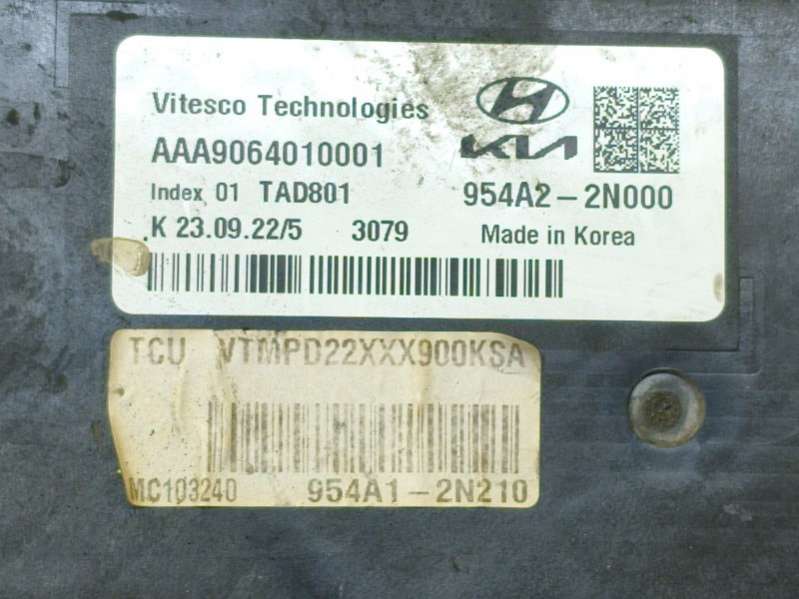 Vitesco Technologies
AAA9064010001
KIA
Index 01 TAD801
954A2-2N000
K 23.09.22/5 3079
Made in Korea
TCU VTMPD22XXX900KSA
MC103240 954A1-2N210